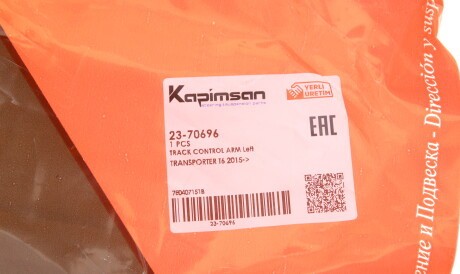 Kapimsan
YERLİ
ÜRETİM
23-70696
1 PCS
TRACK CONTROL ARM Left
TRANSPORTER T6 2015->
EAC
7E0407151B
23-70696
ение и Подвеска - Dirección y susp